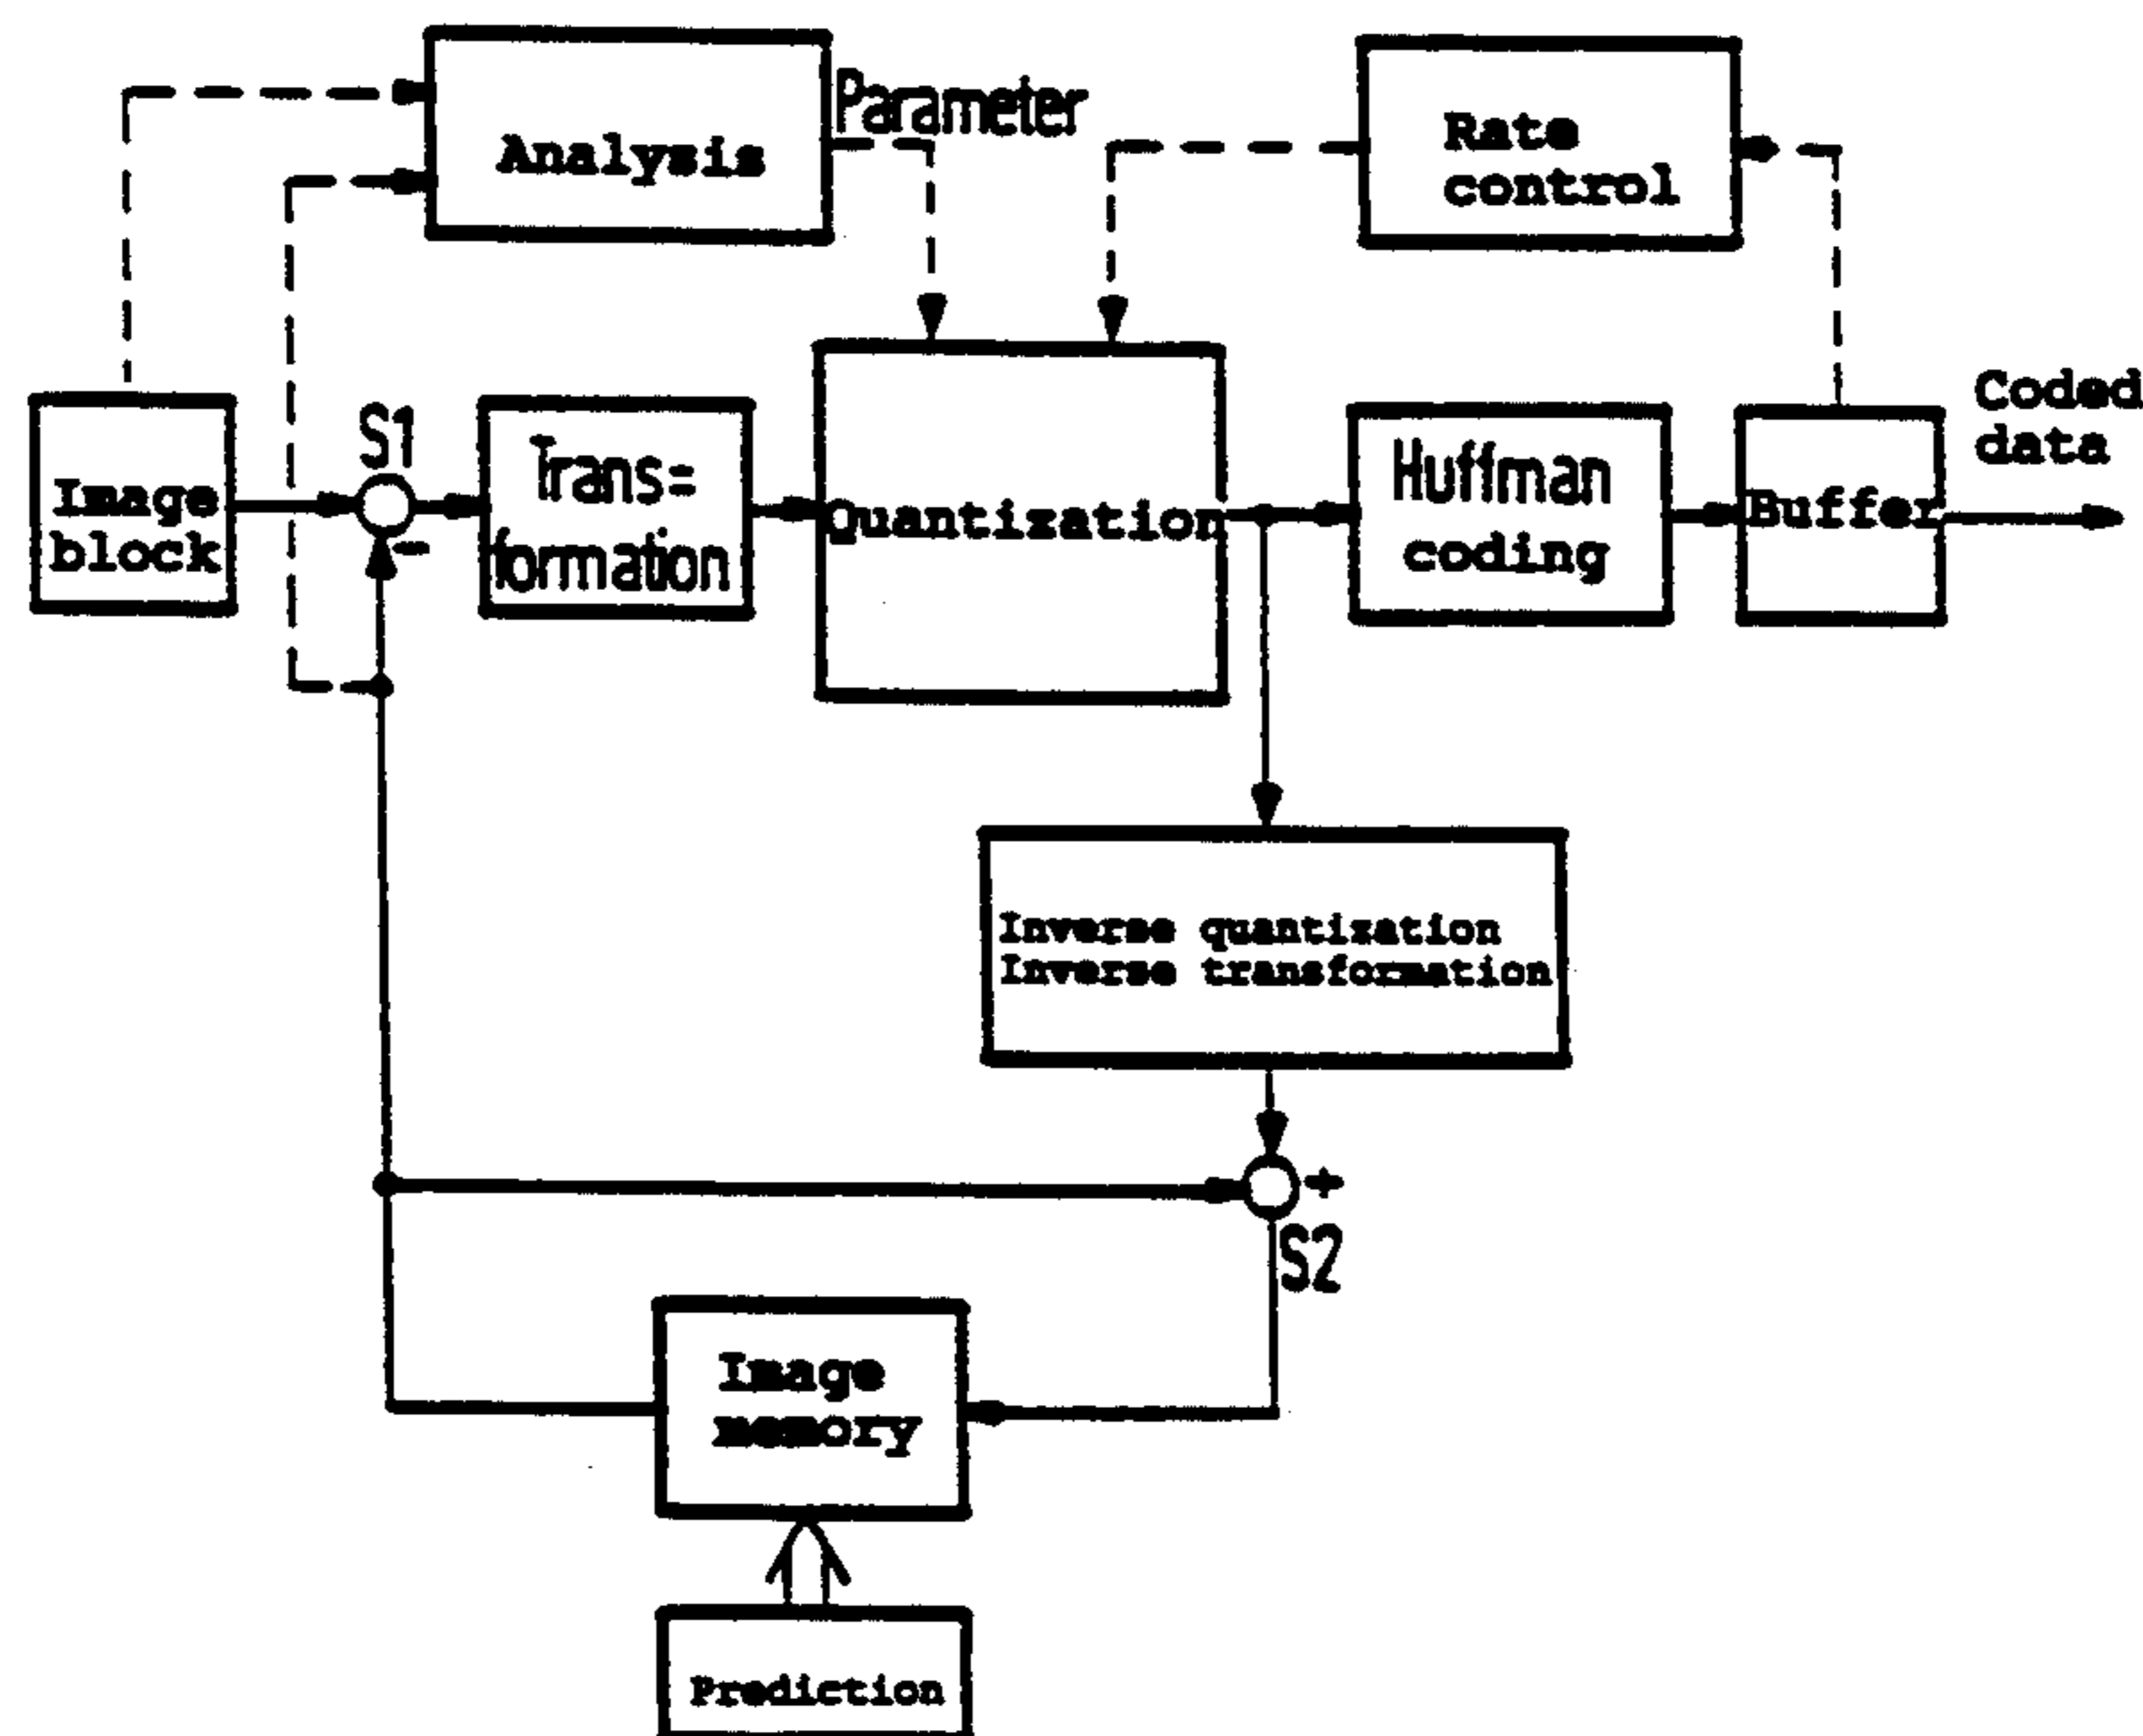 Parameter
Analysis
Rate
control
Coded
data
S1
Image
block
-
Trans=
formation
Quantization
Huffman
coding
Buffer
Inverse quantization
Inverse transformation
+
S2
Image
memory
Prediction